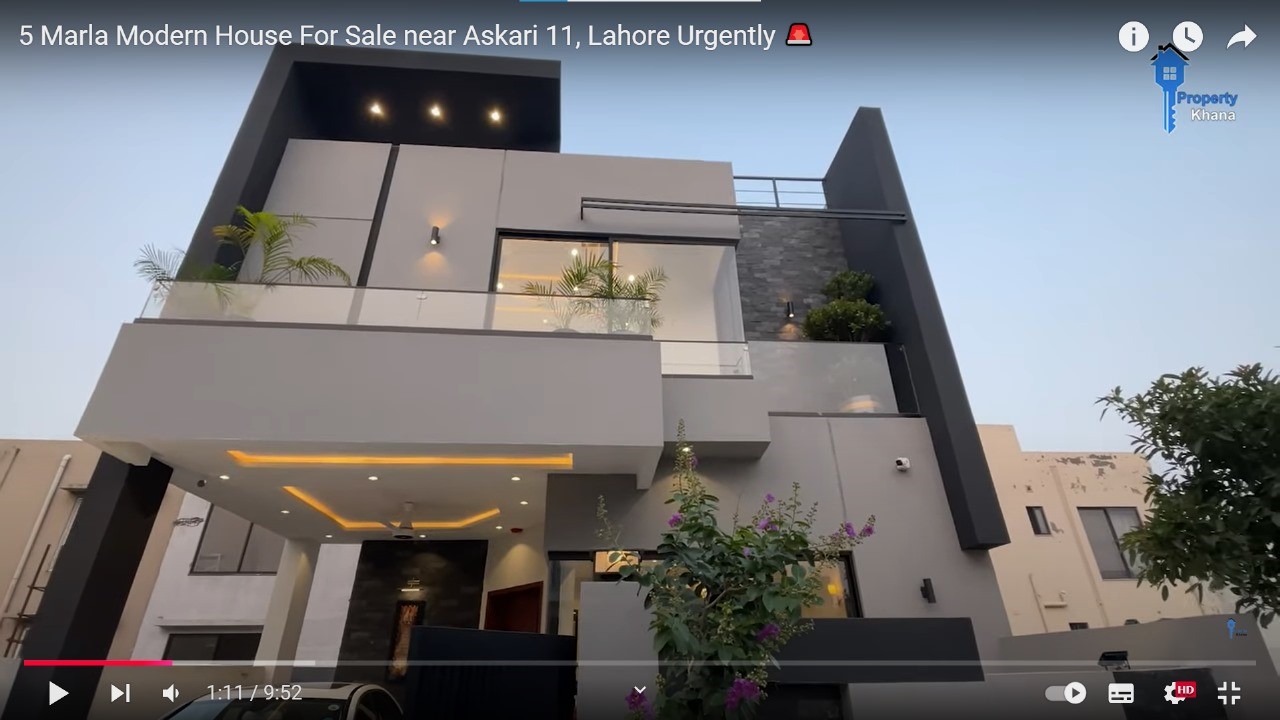 5 Marla Modern House For Sale near Askari 11, Lahore Urgently 🚨
Property
Khana
1:11 / 9:52
HD